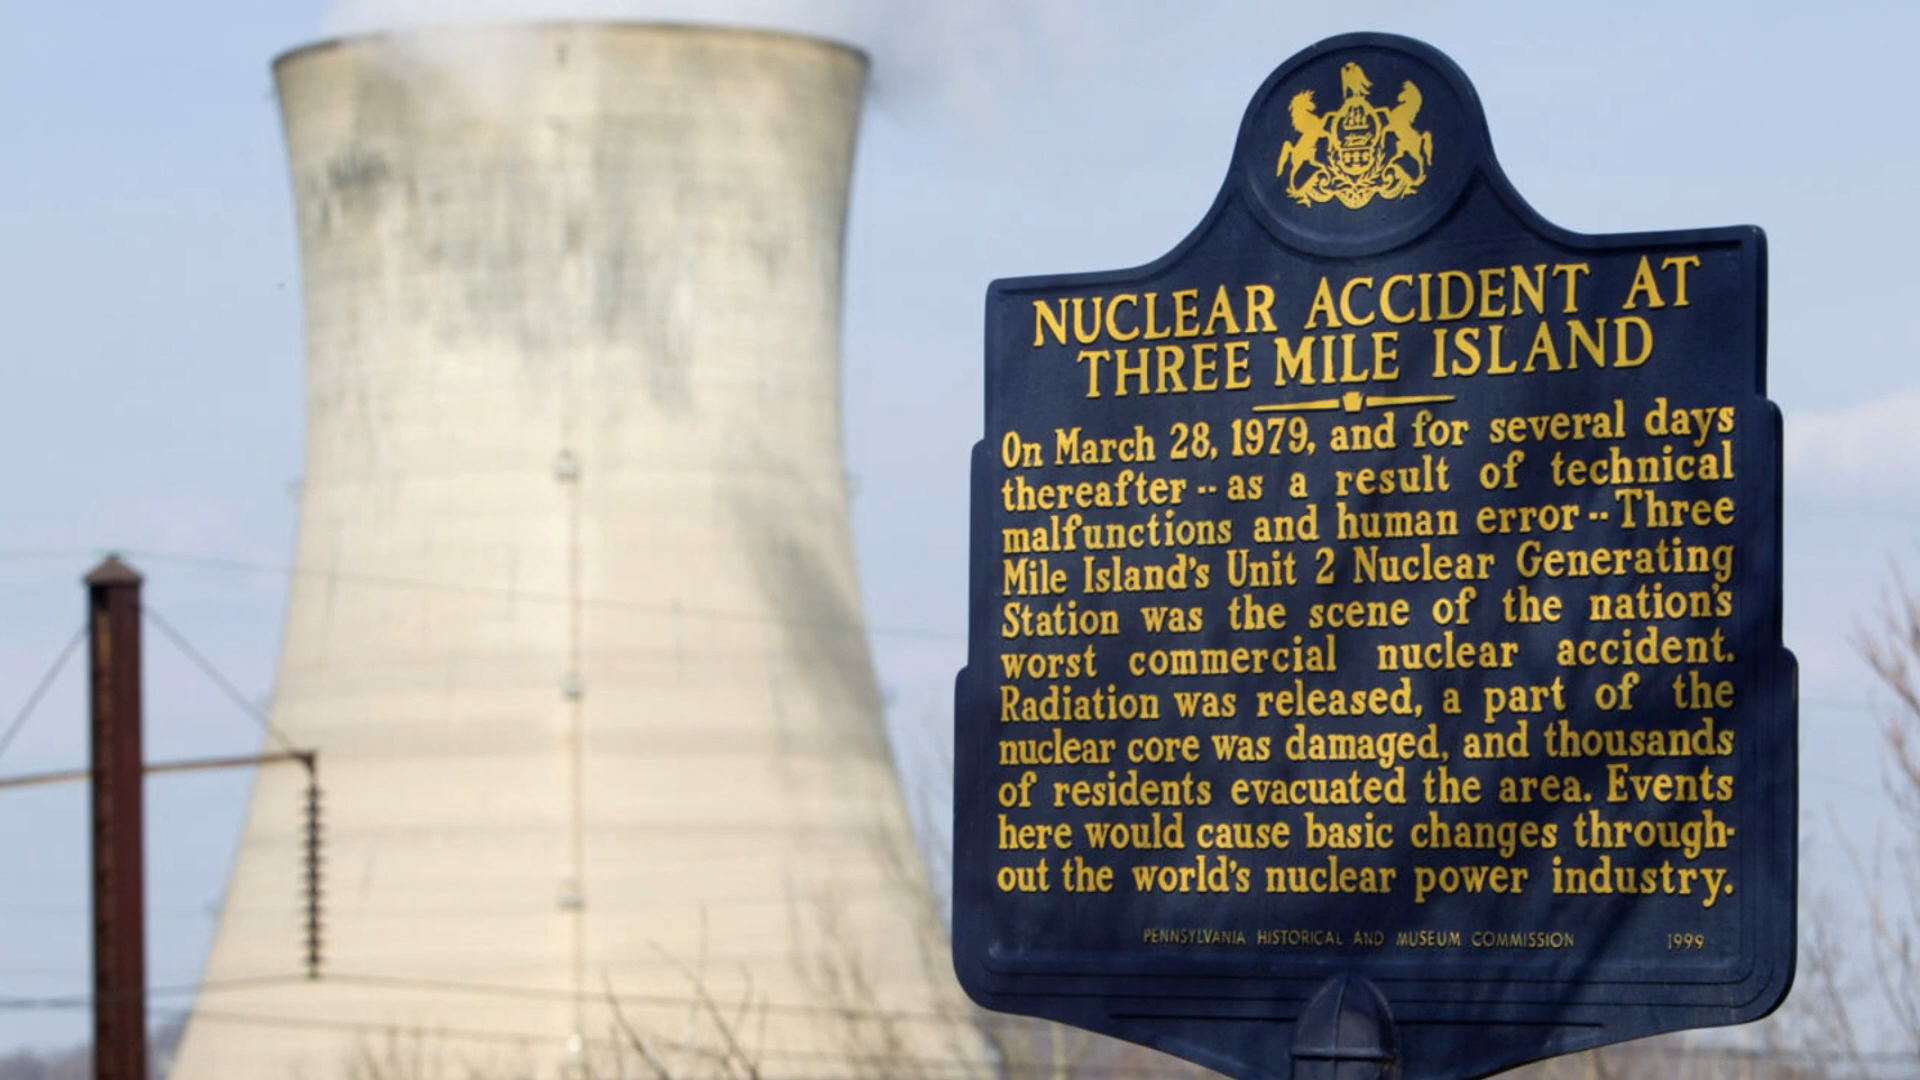 NUCLEAR ACCIDENT AT
THREE MILE ISLAND
On March 28, 1979, and for several days
thereafter -- as a result of technical
malfunctions and human error -- Three
Mile Island's Unit 2 Nuclear Generating
Station was the scene of the nation's
worst commercial nuclear accident.
Radiation was released, a part of the
nuclear core was damaged, and thousands
of residents evacuated the area. Events
here would cause basic changes through-
out the world's nuclear power industry.
PENNSYLVANIA HISTORICAL AND MUSEUM COMMISSION 1999